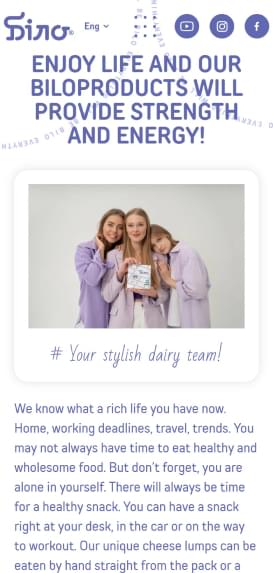 Біло
Eng
ENJOY LIFE AND OUR
BILOPRODUCTS WILL
PROVIDE STRENGTH
AND ENERGY!
# Your stylish dairy team!
We know what a rich life you have now.
Home, working deadlines, travel, trends. You
may not always have time to eat healthy and
wholesome food. But don't forget, you are
alone in yourself. There will always be time
for a healthy snack. You can have a snack
right at your desk, in the car or on the way
to workout. Our unique cheese lumps can be
eaten by hand straight from the pack or a